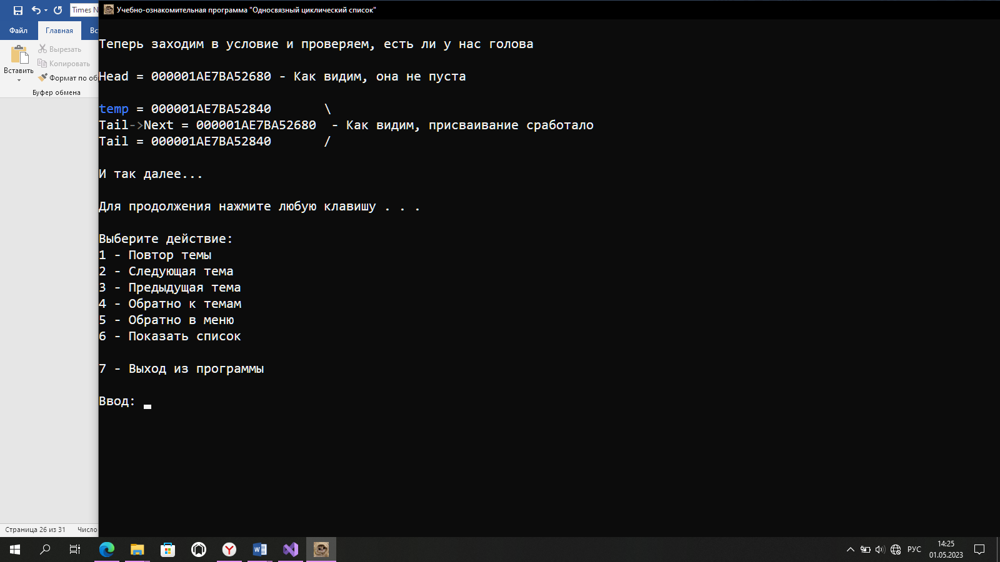 Учебно-ознакомительная программа "Односвязный циклический список"
Times N
Файл
Главная
Вс
Вставить
Вырезать
Копировать
Формат по об
Буфер обмена
Теперь заходим в условие и проверяем, есть ли у нас голова
Head = 000001AE7BA52680 - Как видим, она не пуста
temp = 000001AE7BA52840 \
Tail->Next = 000001AE7BA52680 - Как видим, присваивание сработало
Tail = 000001AE7BA52840 /
И так далее...
Для продолжения нажмите любую клавишу . . .
Выберите действие:
1 - Повтор темы
2 - Следующая тема
3 - Предыдущая тема
4 - Обратно к темам
5 - Обратно в меню
6 - Показать список
7 - Выход из программы
Ввод:
Страница 26 из 31
Число
РУС
14:25
01.05.2023